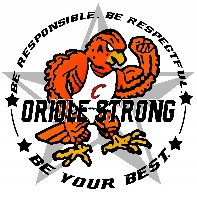 BE RESPONSIBLE. BE RESPECTFUL
C
ORIOLE STRONG
BE YOUR BEST.